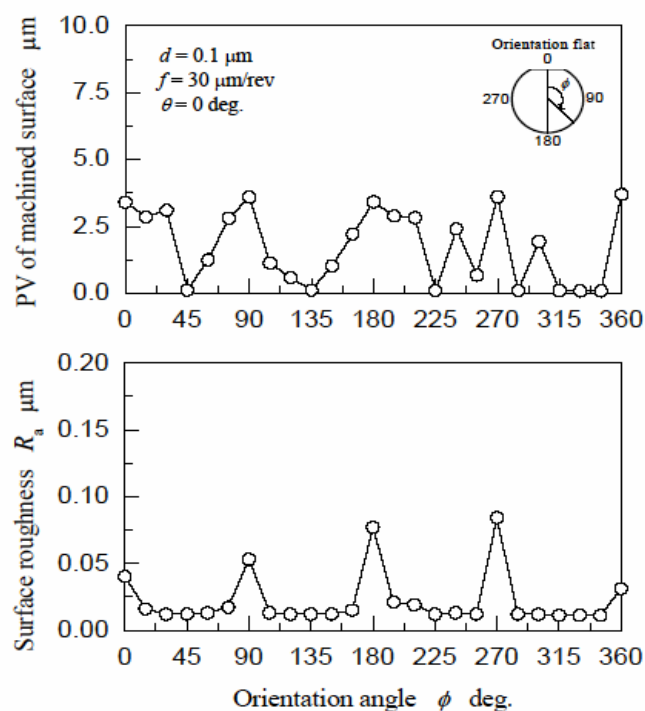 PV of machined surface μm
10.0
7.5
5.0
2.5
0.0
d = 0.1 μm
f = 30 μm/rev
θ = 0 deg.
Orientation flat
0
270
90
180
ϕ
0 45 90 135 180 225 270 315 360
Surface roughness Ra μm
0.20
0.15
0.10
0.05
0.00
0 45 90 135 180 225 270 315 360
Orientation angle ϕ deg.